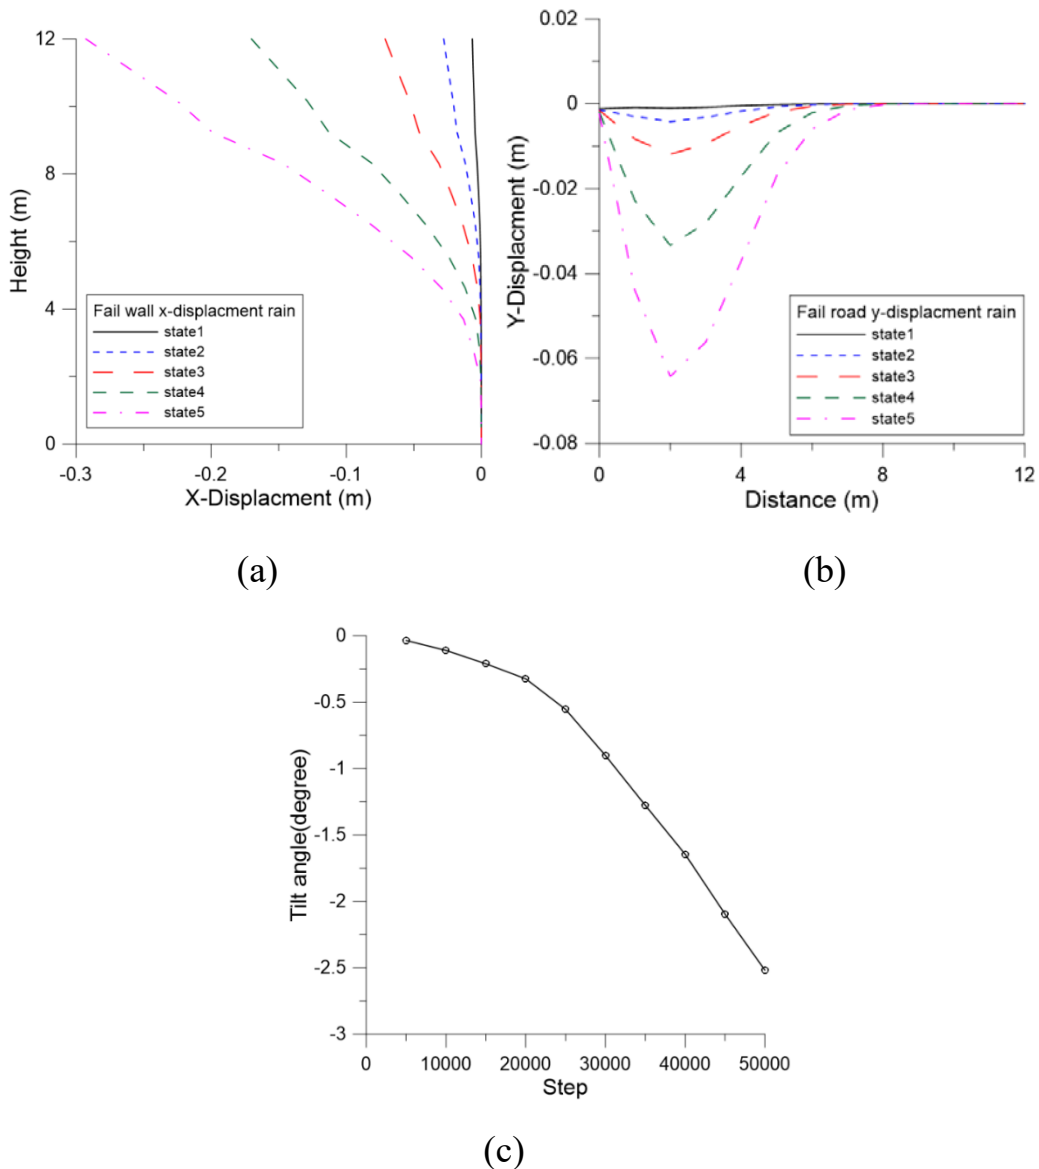 12
8
4
0
Height (m)
Fail wall x-displacment rain
state1
state2
state3
state4
state5
-0.3
-0.2
-0.1
0
X-Displacment (m)
(a)
0.02
0
-0.02
-0.04
-0.06
-0.08
Y-Displacment (m)
Fail road y-displacment rain
state1
state2
state3
state4
state5
0
4
8
12
Distance (m)
(b)
0
-0.5
-1
-1.5
-2
-2.5
-3
Tilt angle(degree)
0
10000
20000
30000
40000
50000
Step
(c)